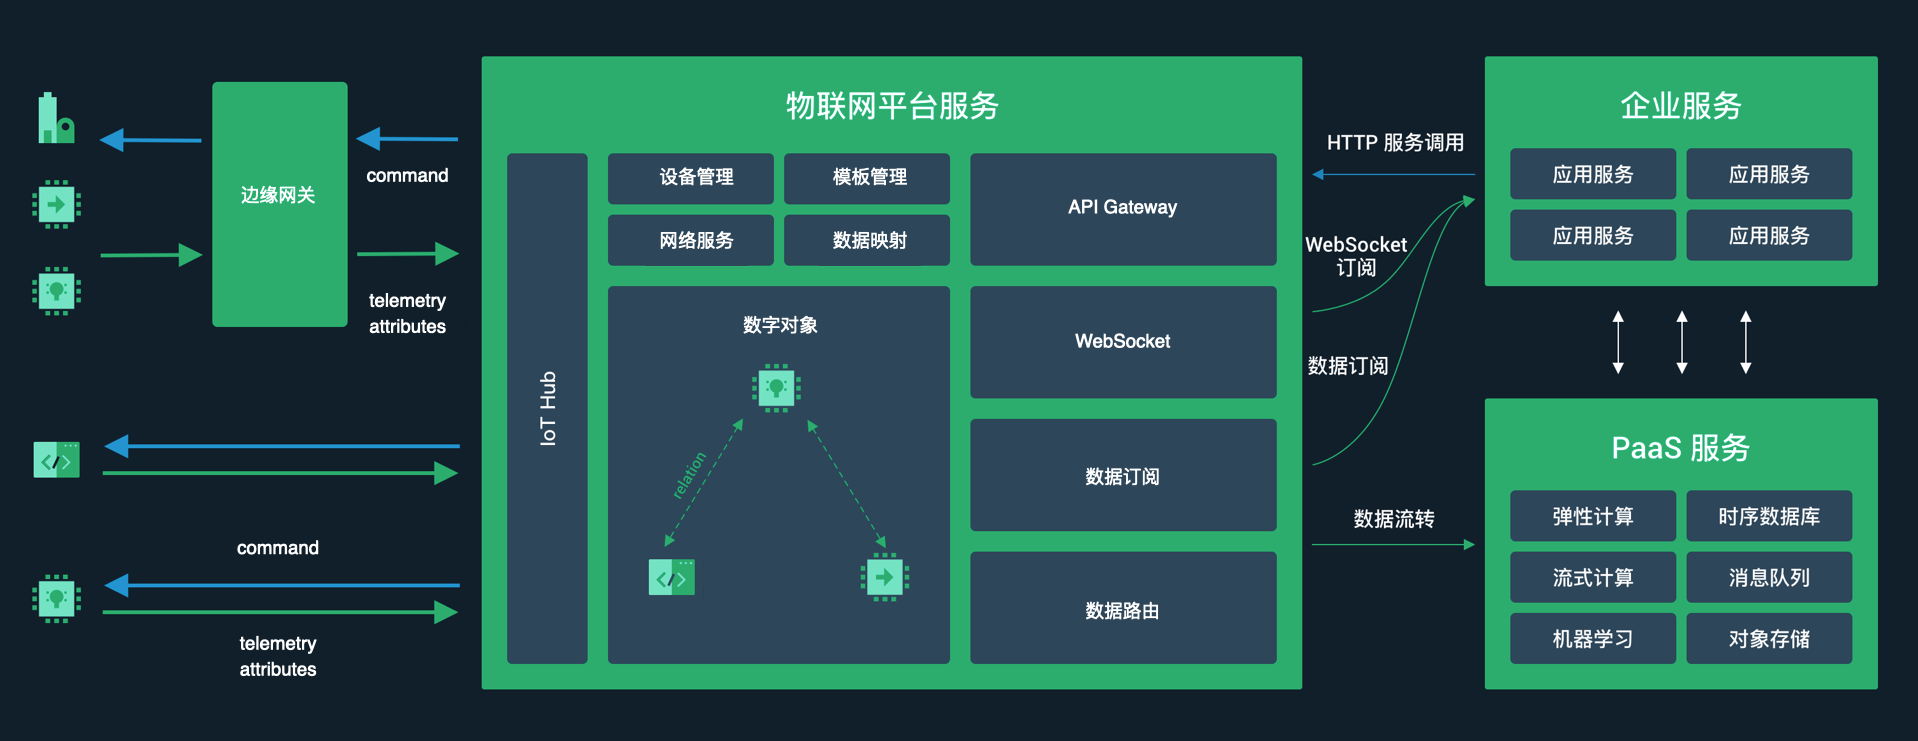 边缘网关
command
telemetry
attributes
command
telemetry
attributes
物联网平台服务
IoT Hub
设备管理
模板管理
网络服务
数据映射
数字对象
relation
API Gateway
WebSocket
数据订阅
数据路由
HTTP 服务调用
WebSocket
订阅
数据订阅
数据流转
企业服务
应用服务
应用服务
应用服务
应用服务
PaaS 服务
弹性计算
时序数据库
流式计算
消息队列
机器学习
对象存储